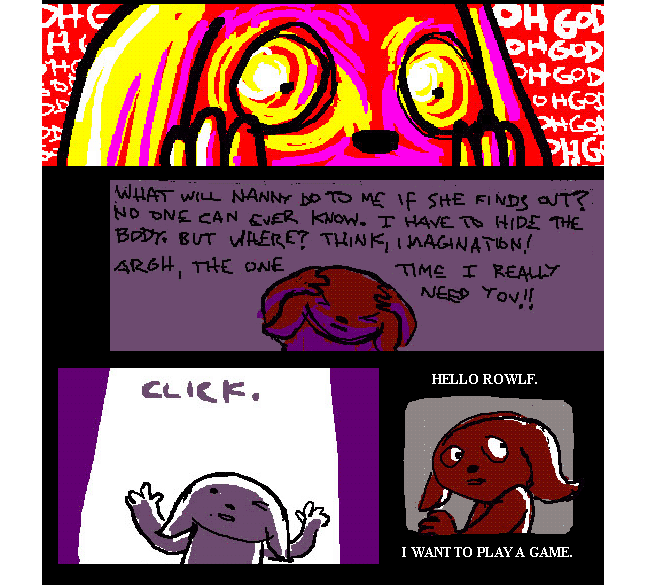 OH G
OH GOD
H G
OH GOD
OH GOD
OH GOD
OH GOD
OH G
WHAT WILL NANNY DO TO ME IF SHE FINDS OUT?
NO ONE CAN EVER KNOW. I HAVE TO HIDE THE
BODY. BUT WHERE? THINK, IMAGINATION!
ARGH, THE ONE TIME I REALLY
NEED YOU!!
CLICK.
HELLO ROWLF.
I WANT TO PLAY A GAME.